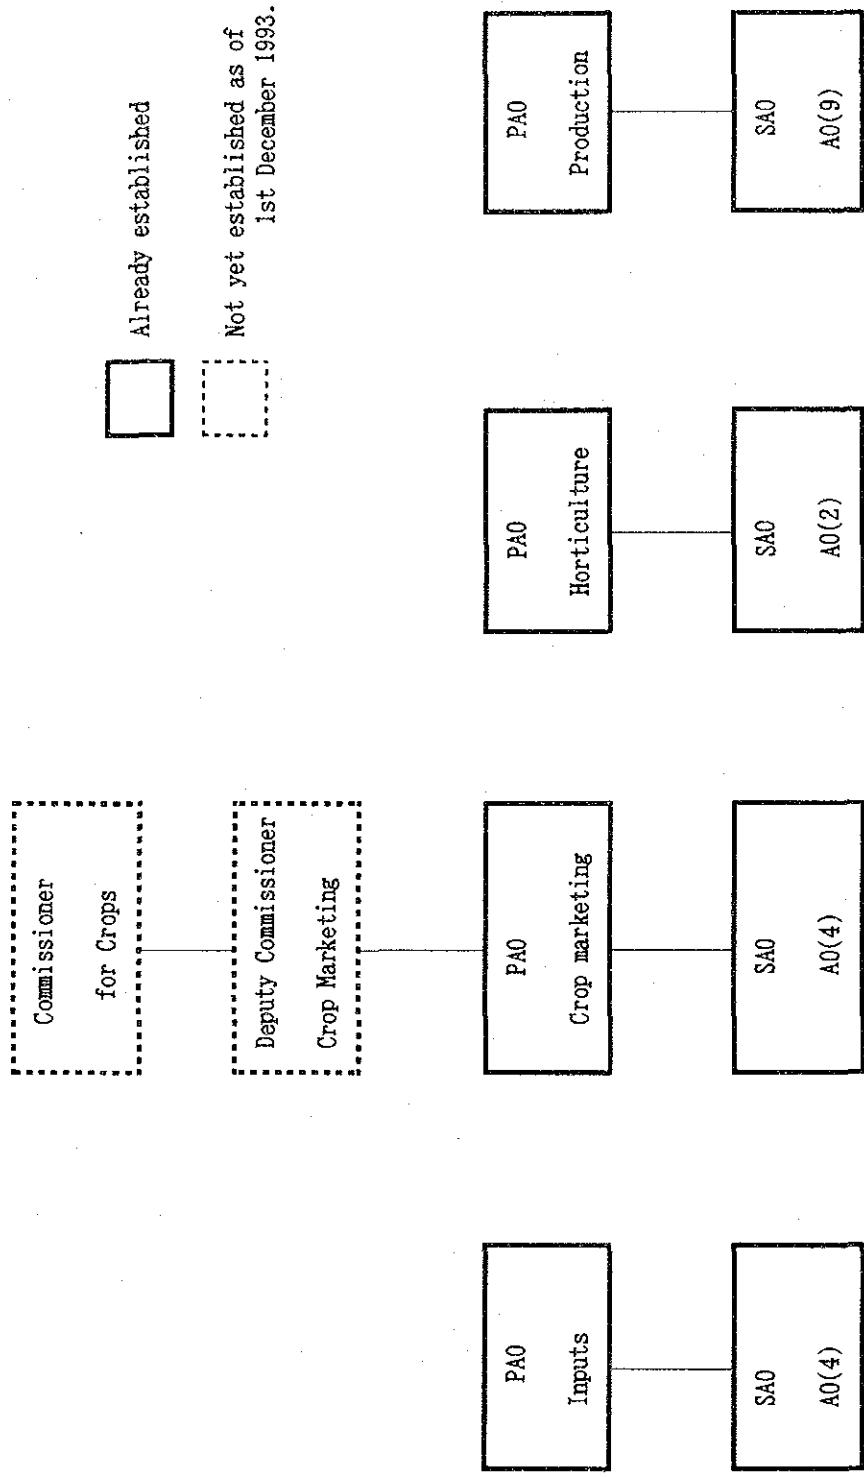 Commissioner
for Crops
Already established
Not yet established as of
1st December 1993.
Deputy Commissioner
Crop Marketing
PAO
Inputs
PAO
Crop marketing
PAO
Horticulture
PAO
Production
SAO
AO(4)
SAO
AO(4)
SAO
AO(2)
SAO
AO(9)